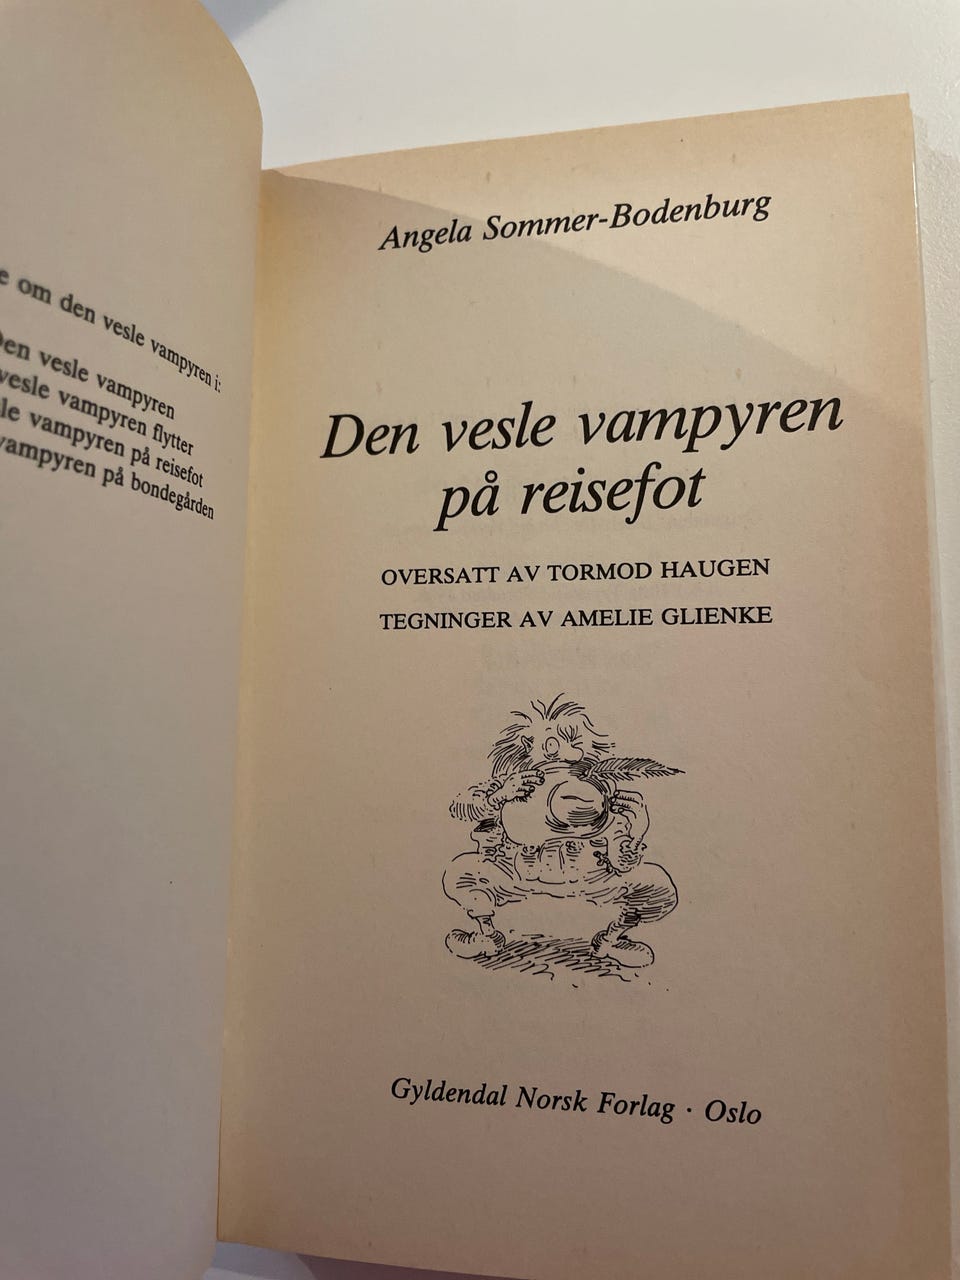 om den vesle vampyren i:
Den vesle vampyren
vesle vampyren flytter
vampyren på reisefot
vampyren på bondegården
Angela Sommer-Bodenburg
Den vesle vampyren
på reisefot
OVERSATT AV TORMOD HAUGEN
TEGNINGER AV AMELIE GLIENKE
Gyldendal Norsk Forlag · Oslo